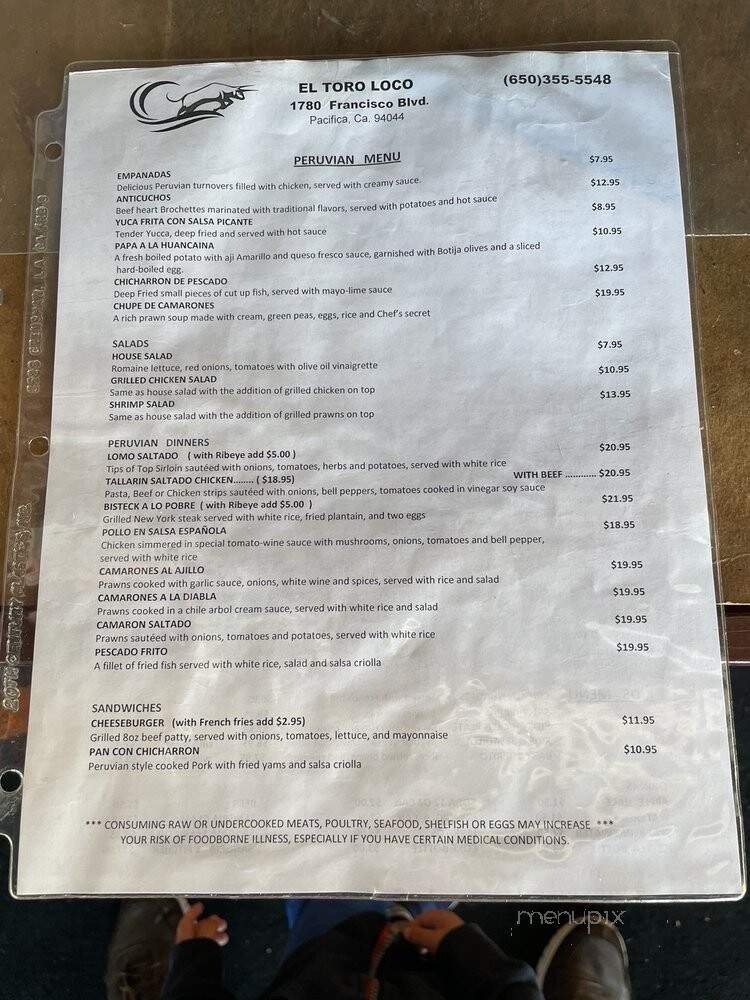 EL TORO LOCO (650)355-5548
1780 Francisco Blvd.
Pacifica, Ca. 94044
PERUVIAN MENU
EMPANADAS $7.95
Delicious Peruvian turnovers filled with chicken, served with creamy sauce.
ANTICUCHOS $12.95
Beef heart Brochettes marinated with traditional flavors, served with potatoes and hot sauce
YUCA FRITA CON SALSA PICANTE $8.95
Tender Yucca, deep fried and served with hot sauce
PAPA A LA HUANCAINA $10.95
A fresh boiled potato with aji Amarillo and queso fresco sauce, garnished with Botija olives and a sliced
hard-boiled egg.
CHICHARRON DE PESCADO $12.95
Deep Fried small pieces of cut up fish, served with mayo-lime sauce
CHUPE DE CAMARONES $19.95
A rich prawn soup made with cream, green peas, eggs, rice and Chef's secret
SALADS
HOUSE SALAD $7.95
Romaine lettuce, red onions, tomatoes with olive oil vinaigrette
GRILLED CHICKEN SALAD $10.95
Same as house salad with the addition of grilled chicken on top
SHRIMP SALAD $13.95
Same as house salad with the addition of grilled prawns on top
PERUVIAN DINNERS
LOMO SALTADO ( with Ribeye add $5.00 ) $20.95
Tips of Top Sirloin sautéed with onions, tomatoes, herbs and potatoes, served with white rice
TALLARIN SALTADO CHICKEN........ ( $18.95) WITH BEEF ........... $20.95
Pasta, Beef or Chicken strips sautéed with onions, bell peppers, tomatoes cooked in vinegar soy sauce
BISTECK A LO POBRE ( with Ribeye add $5.00 ) $21.95
Grilled New York steak served with white rice, fried plantain, and two eggs
POLLO EN SALSA ESPAÑOLA $18.95
Chicken simmered in special tomato-wine sauce with mushrooms, onions, tomatoes and bell pepper,
served with white rice
CAMARONES AL AJILLO $19.95
Prawns cooked with garlic sauce, onions, white wine and spices, served with rice and salad
CAMARONES A LA DIABLA $19.95
Prawns cooked in a chile arbol cream sauce, served with white rice and salad
CAMARON SALTADO $19.95
Prawns sautéed with onions, tomatoes and potatoes, served with white rice
PESCADO FRITO $19.95
A fillet of fried fish served with white rice, salad and salsa criolla
SANDWICHES
CHEESEBURGER (with French fries add $2.95) $11.95
Grilled 8oz beef patty, served with onions, tomatoes, lettuce, and mayonnaise
PAN CON CHICHARRON $10.95
Peruvian style cooked Pork with fried yams and salsa criolla
*** CONSUMING RAW OR UNDERCOOKED MEATS, POULTRY, SEAFOOD, SHELFISH OR EGGS MAY INCREASE ***
YOUR RISK OF FOODBORNE ILLNESS, ESPECIALLY IF YOU HAVE CERTAIN MEDICAL CONDITIONS.
menupix